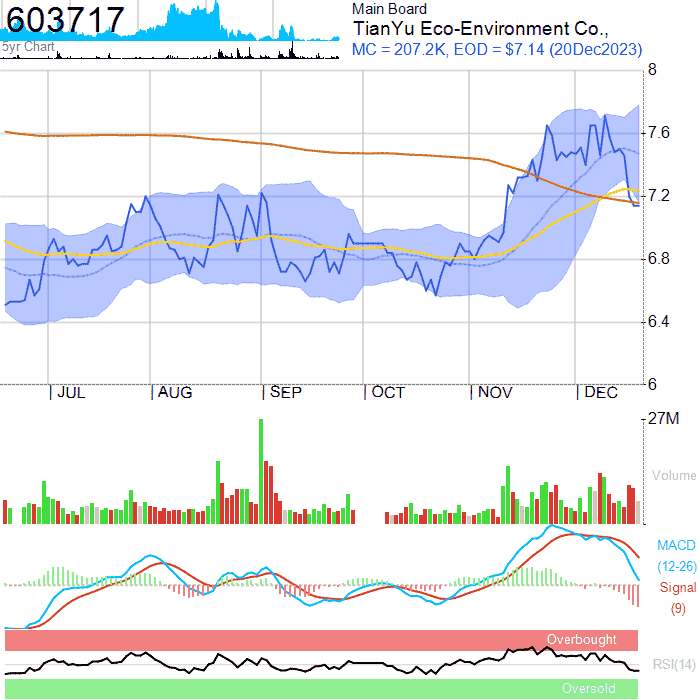 603717
5yr Chart
Main Board
TianYu Eco-Environment Co.,
MC = 207.2K, EOD = $7.14 (20Dec2023)
8
7.6
7.2
6.8
6.4
6
JUL AUG SEP OCT NOV DEC
27M
Volume
MACD
(12-26)
Signal
(9)
Overbought
RSI(14)
Oversold